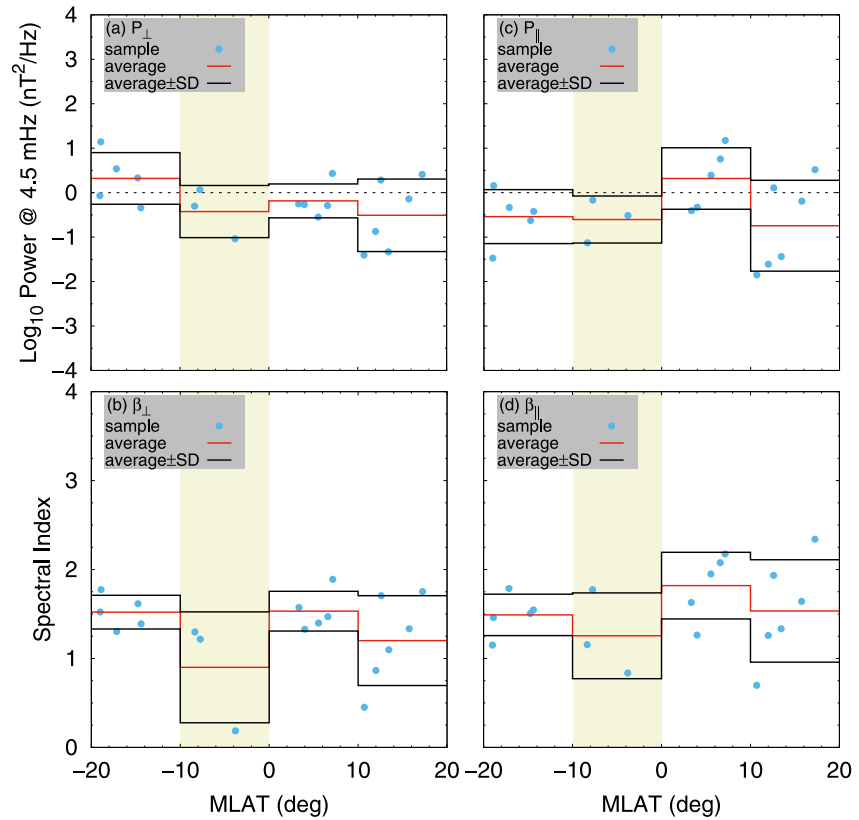 (a) P⊥
sample
average
average±SD
(c) P∥
sample
average
average±SD
Log10 Power @ 4.5 mHz (nT²/Hz)
4
3
2
1
0
−1
−2
−3
−4
(b) β⊥
sample
average
average±SD
(d) β∥
sample
average
average±SD
Spectral Index
4
3
2
1
0
−20 −10 0 10 20
−20 −10 0 10 20
MLAT (deg)
MLAT (deg)